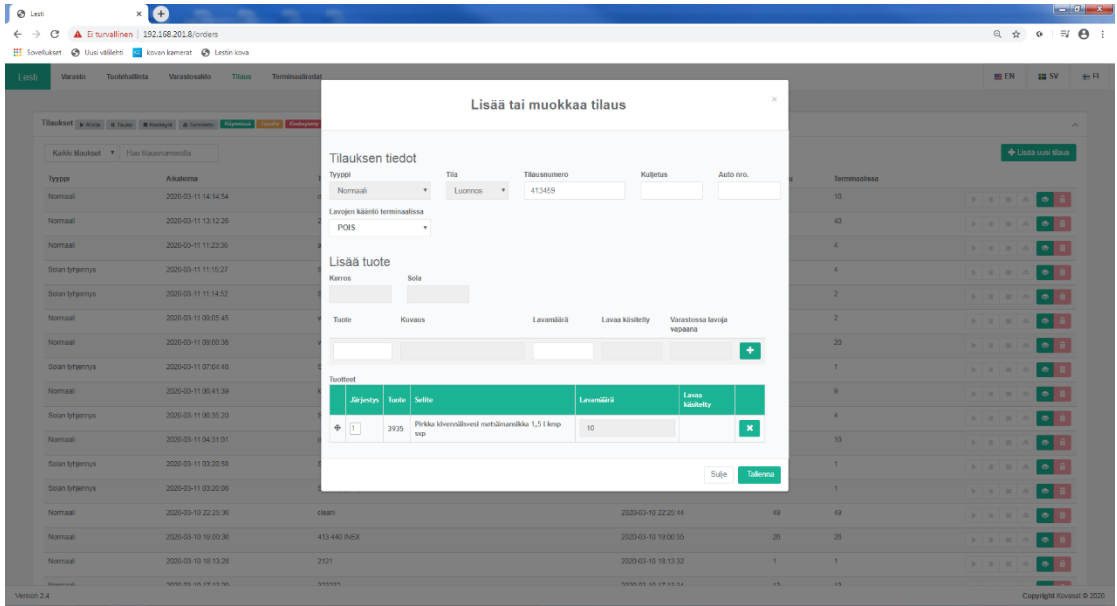 Lesti
Ei turvallinen | 192.168.201.8/orders
Sovellukset Uusi välilehti kovan kamerat Lestin kova
Lesti Varasto Tuotehallinta Varastosaldo Tilaus Terminaaliradat EN SV FI
Lisää tai muokkaa tilaus
Tilaukset Aloita Tauko Terminoi Käynnissä
Kaikki tilaukset Hae tilausnumerolla Lisää uusi tilaus
Tilauksen tiedot
Tyyppi Tila Tilausnumero Kuljetus Auto nro.
Normaali Luonnos 413459
Lavojen kääntö terminaalissa
POIS
Lisää tuote
Kerros Sola
Tuote Kuvaus Lavamäärä Lavaa käsitelty Varastossa lavoja
vapaana
Tuotteet
Järjestys Tuote Selite Lavamäärä Lavaa
käsitelty
1 3935 Pirkka kivennäisvesi metsämansikka 1,5 l kmp
sxp 10
Sulje Tallenna
Tyyppi Aikaleima Terminaalissa
Normaali 2020-03-11 14:14:54 10
Normaali 2020-03-11 13:12:26 40
Normaali 2020-03-11 11:23:36 4
Solan tyhjennys 2020-03-11 11:15:27 4
Solan tyhjennys 2020-03-11 11:14:52 2
Normaali 2020-03-11 09:05:45 2
Normaali 2020-03-11 09:00:38 20
Solan tyhjennys 2020-03-11 07:04:48 1
Normaali 2020-03-11 06:41:39 9
Solan tyhjennys 2020-03-11 06:35:20 4
Normaali 2020-03-11 04:31:01 10
Solan tyhjennys 2020-03-11 03:20:58 1
Solan tyhjennys 2020-03-11 03:20:06 1
Normaali 2020-03-10 22:25:36 cleani 2020-03-10 22:25:44 49 49
Normaali 2020-03-10 19:00:36 413 440 INEX 2020-03-10 19:00:55 26 26
Normaali 2020-03-10 18:13:28 2121 2020-03-10 18:13:32 1 1
Version 2.4 Copyright Kovasat © 2020